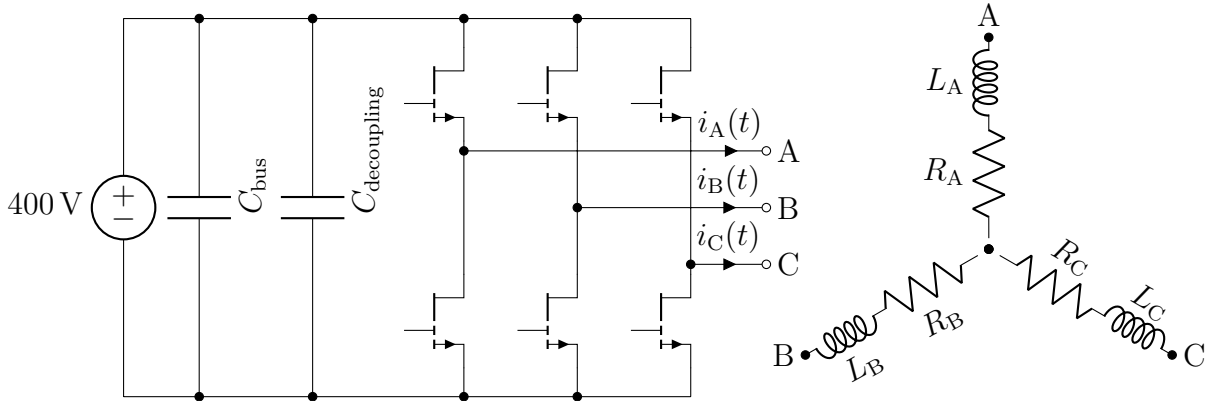 400 V
C_bus
C_decoupling
i_A(t)
A
i_B(t)
B
i_C(t)
C
A
L_A
R_A
R_B
L_B
B
R_C
L_C
C